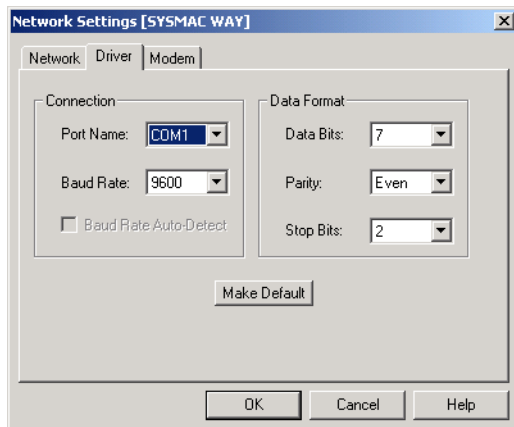 Network Settings [SYSMAC WAY]
Network Driver Modem
Connection
Port Name: COM1
Baud Rate: 9600
Baud Rate Auto-Detect
Data Format
Data Bits: 7
Parity: Even
Stop Bits: 2
Make Default
OK Cancel Help